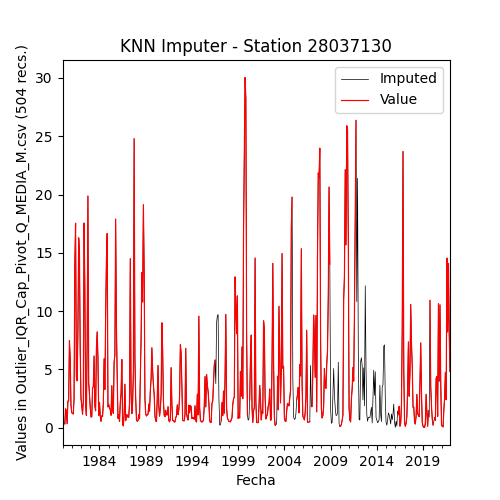 KNN Imputer - Station 28037130
Imputed
Value
Values in Outlier_IQR_Cap_Pivot_Q_MEDIA_M.csv (504 recs.)
30
25
20
15
10
5
0
1984 1989 1994 1999 2004 2009 2014 2019
Fecha